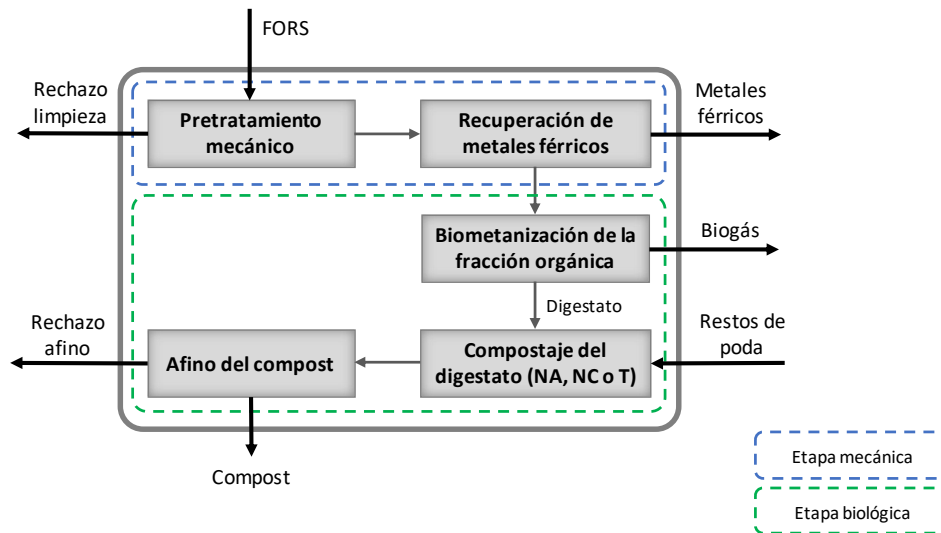 FORS
Rechazo
limpieza
Pretratamiento
mecánico
Recuperación de
metales férricos
Metales
férricos
Biometanización de la
fracción orgánica
Biogás
Digestato
Rechazo
afino
Afino del compost
Compostaje del
digestato (NA, NC o T)
Restos de
poda
Compost
Etapa mecánica
Etapa biológica